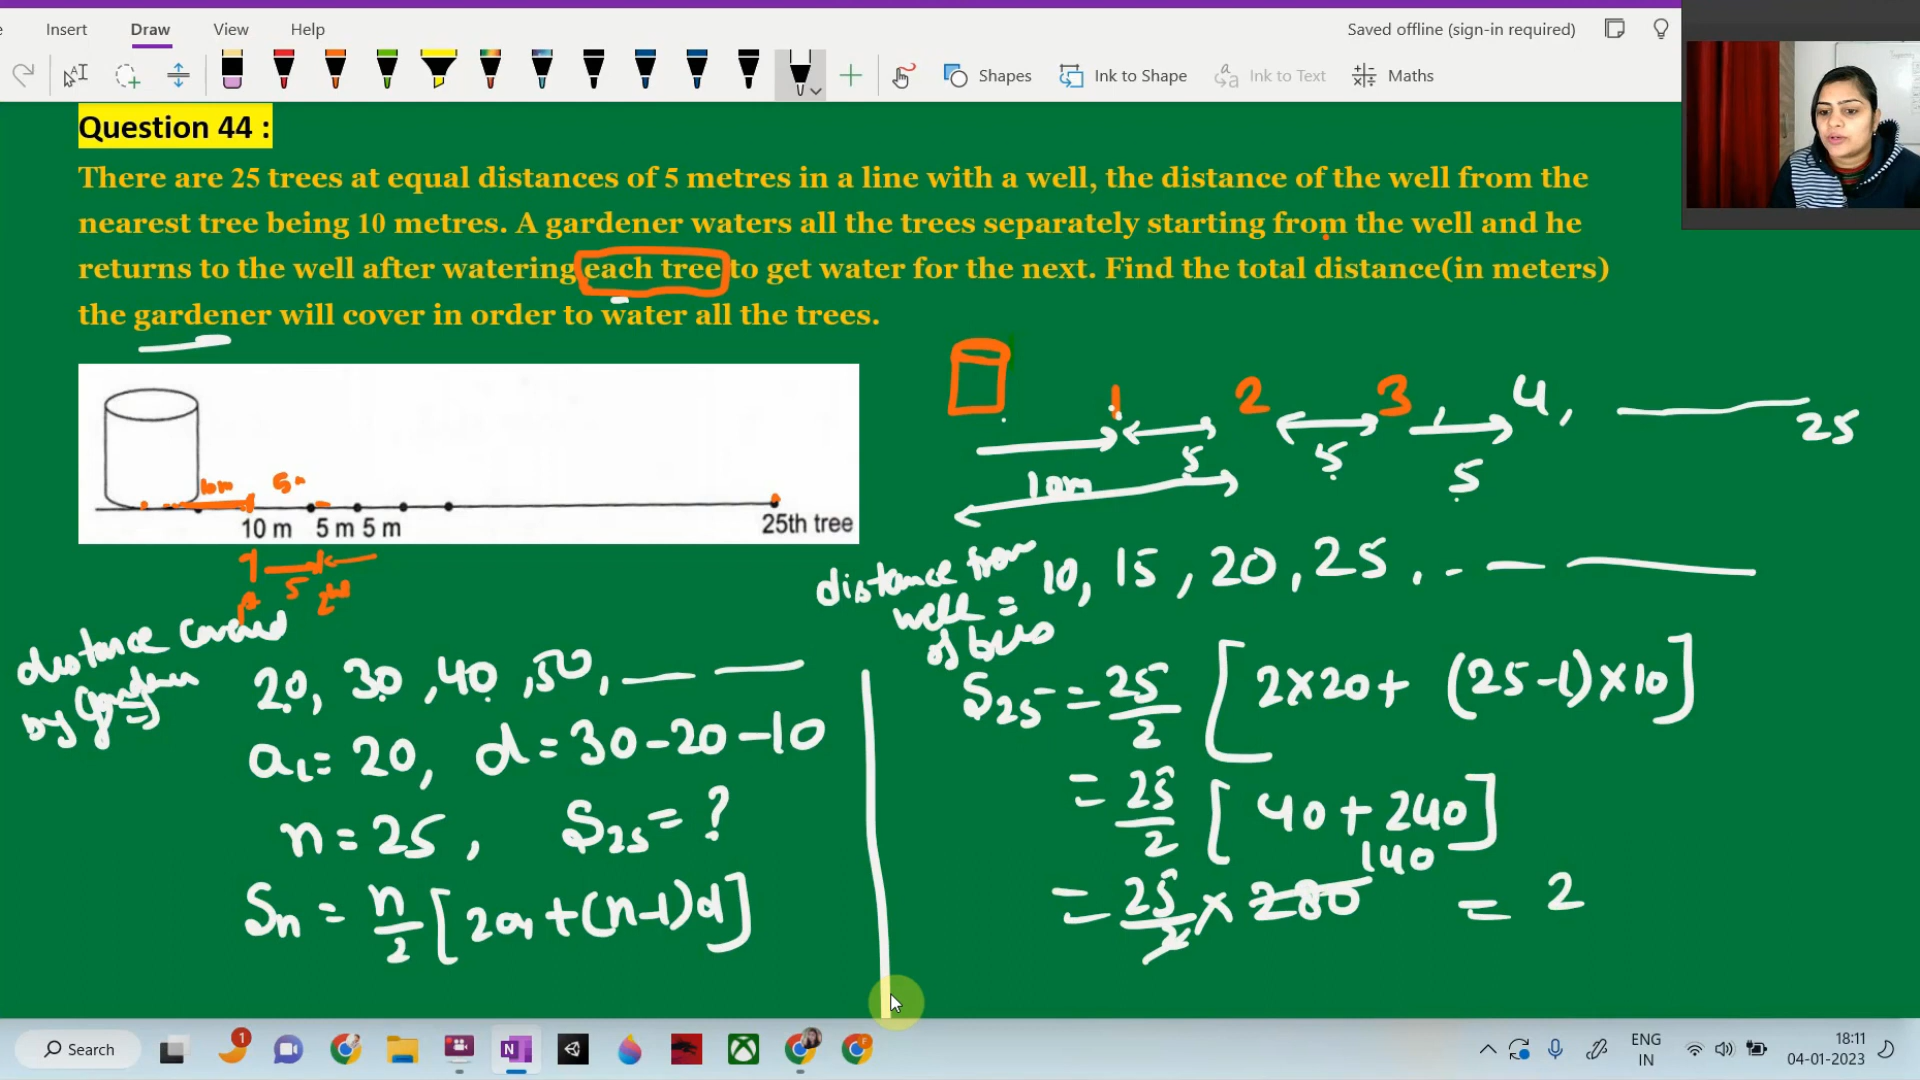 Insert Draw View Help Saved offline (sign-in required)
Shapes Ink to Shape Ink to Text Maths
Question 44 :
There are 25 trees at equal distances of 5 metres in a line with a well, the distance of the well from the
nearest tree being 10 metres. A gardener waters all the trees separately starting from the well and he
returns to the well after watering each tree to get water for the next. Find the total distance(in meters)
the gardener will cover in order to water all the trees.
1 2 3 4, 25
5 5 5
10m
10m 5m
10 m 5 m 5 m 25th tree
5
1st 2nd
distance from
well =
of trees
10, 15, 20, 25, . - —
distance covered
by gardener
20, 30, 40, 50, — —
a1 = 20, d = 30-20-10
n = 25, S25 = ?
Sn = n/2 [2a1 + (n-1)d]
S25 = 25/2 [2×20 + (25-1)×10]
= 25/2 [40 + 240]
140
= 25/2 × 280 = 2
Search 1 N F ENG IN 18:11 04-01-2023